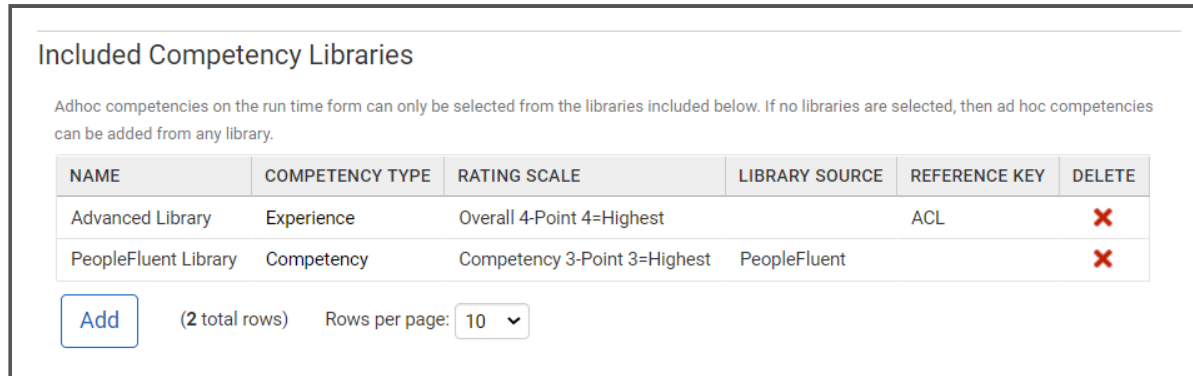 Included Competency Libraries
Adhoc competencies on the run time form can only be selected from the libraries included below. If no libraries are selected, then ad hoc competencies
can be added from any library.
NAME COMPETENCY TYPE RATING SCALE LIBRARY SOURCE REFERENCE KEY DELETE
Advanced Library Experience Overall 4-Point 4=Highest ACL
PeopleFluent Library Competency Competency 3-Point 3=Highest PeopleFluent
Add (2 total rows) Rows per page: 10